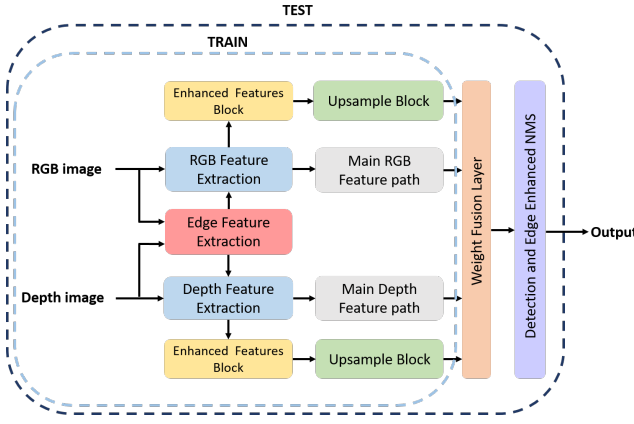 TEST
TRAIN
Enhanced Features
Block
Upsample Block
RGB image
RGB Feature
Extraction
Main RGB
Feature path
Edge Feature
Extraction
Depth image
Depth Feature
Extraction
Main Depth
Feature path
Enhanced Features
Block
Upsample Block
Weight Fusion Layer
Detection and Edge Enhanced NMS
Output